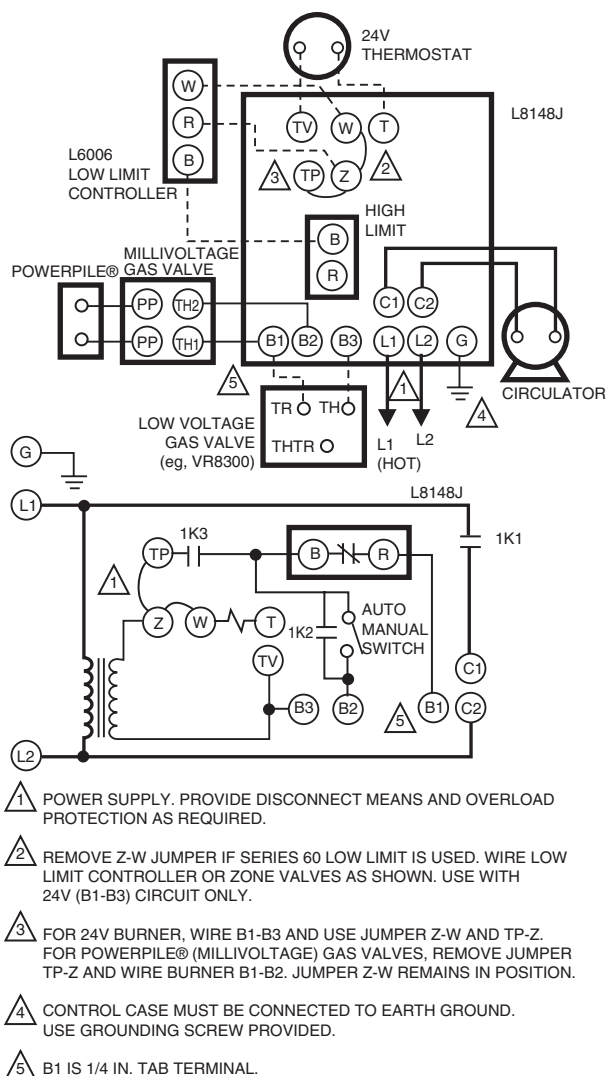 24V
THERMOSTAT
W
R
B
L6006
LOW LIMIT
CONTROLLER
TV
W
T
L8148J
3
TP
Z
2
HIGH
LIMIT
B
R
MILLIVOLTAGE
GAS VALVE
POWERPILE®
PP
TH2
PP
TH1
C1
C2
B1
B2
B3
L1
L2
G
CIRCULATOR
5
1
4
TR
TH
THTR
LOW VOLTAGE
GAS VALVE
(eg, VR8300)
L1
(HOT)
L2
G
L1
L8148J
TP
1K3
B
R
1K1
1
Z
W
T
1K2
AUTO
MANUAL
SWITCH
TV
C1
B3
B2
5
B1
C2
L2
1 POWER SUPPLY. PROVIDE DISCONNECT MEANS AND OVERLOAD
PROTECTION AS REQUIRED.
2 REMOVE Z-W JUMPER IF SERIES 60 LOW LIMIT IS USED. WIRE LOW
LIMIT CONTROLLER OR ZONE VALVES AS SHOWN. USE WITH
24V (B1-B3) CIRCUIT ONLY.
3 FOR 24V BURNER, WIRE B1-B3 AND USE JUMPER Z-W AND TP-Z.
FOR POWERPILE® (MILLIVOLTAGE) GAS VALVES, REMOVE JUMPER
TP-Z AND WIRE BURNER B1-B2. JUMPER Z-W REMAINS IN POSITION.
4 CONTROL CASE MUST BE CONNECTED TO EARTH GROUND.
USE GROUNDING SCREW PROVIDED.
5 B1 IS 1/4 IN. TAB TERMINAL.